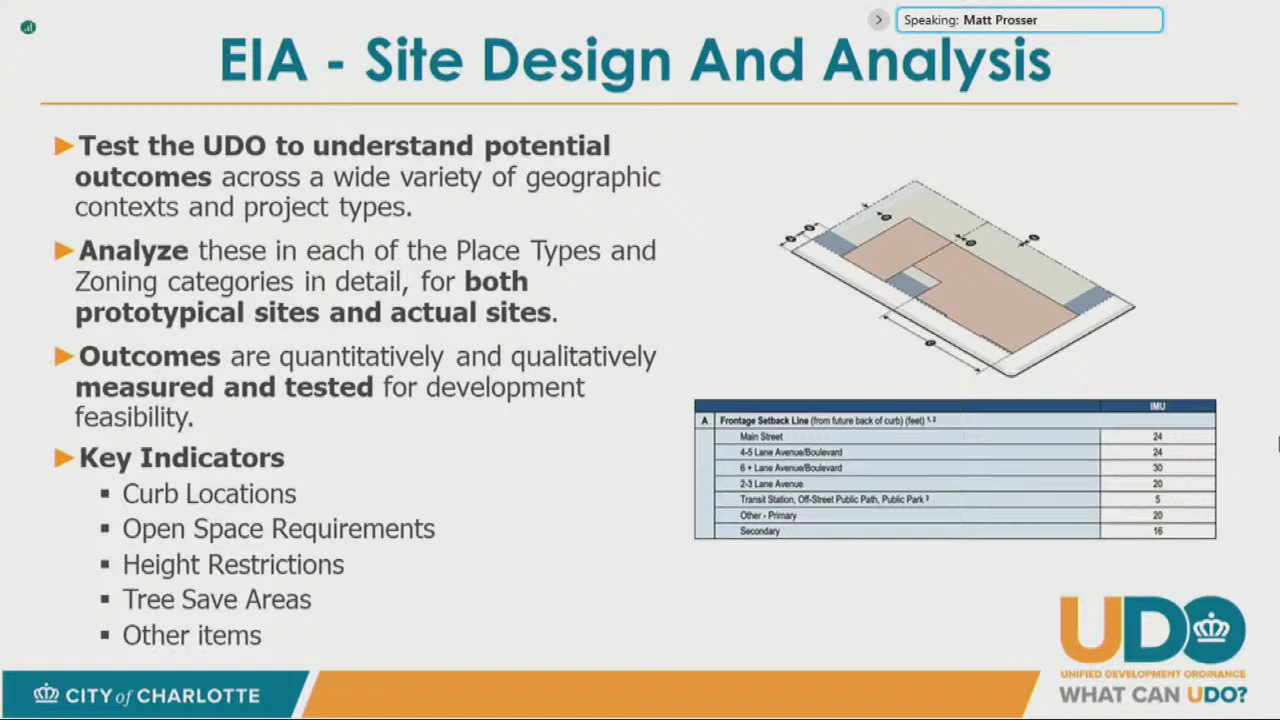 Speaking: Matt Prosser
EIA - Site Design And Analysis
Test the UDO to understand potential
outcomes across a wide variety of geographic
contexts and project types.
Analyze these in each of the Place Types and
Zoning categories in detail, for both
prototypical sites and actual sites.
Outcomes are quantitatively and qualitatively
measured and tested for development
feasibility.
Key Indicators
Curb Locations
Open Space Requirements
Height Restrictions
Tree Save Areas
Other items
IMU
A Frontage Setback Line (from future back of curb) (feet) 1, 2
Main Street 24
4-5 Lane Avenue/Boulevard 24
6 + Lane Avenue/Boulevard 30
2-3 Lane Avenue 20
Transit Station, Off-Street Public Path, Public Park 3 5
Other - Primary 20
Secondary 16
UDO
UNIFIED DEVELOPMENT ORDINANCE
WHAT CAN UDO?
CITY of CHARLOTTE